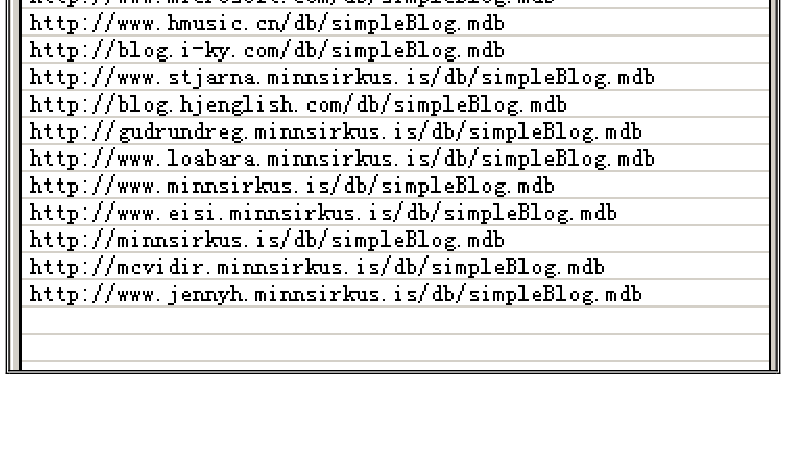 http://www.hmusic.cn/db/simpleBlog.mdb
http://blog.i-ky.com/db/simpleBlog.mdb
http://www.stjarna.minnsirkus.is/db/simpleBlog.mdb
http://blog.hjenglish.com/db/simpleBlog.mdb
http://gudrundreg.minnsirkus.is/db/simpleBlog.mdb
http://www.loabara.minnsirkus.is/db/simpleBlog.mdb
http://www.minnsirkus.is/db/simpleBlog.mdb
http://www.eisi.minnsirkus.is/db/simpleBlog.mdb
http://minnsirkus.is/db/simpleBlog.mdb
http://mcvidir.minnsirkus.is/db/simpleBlog.mdb
http://www.jennyh.minnsirkus.is/db/simpleBlog.mdb